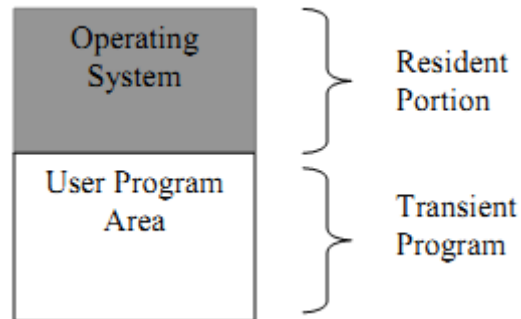 Operating
System
Resident
Portion
User Program
Area
Transient
Program